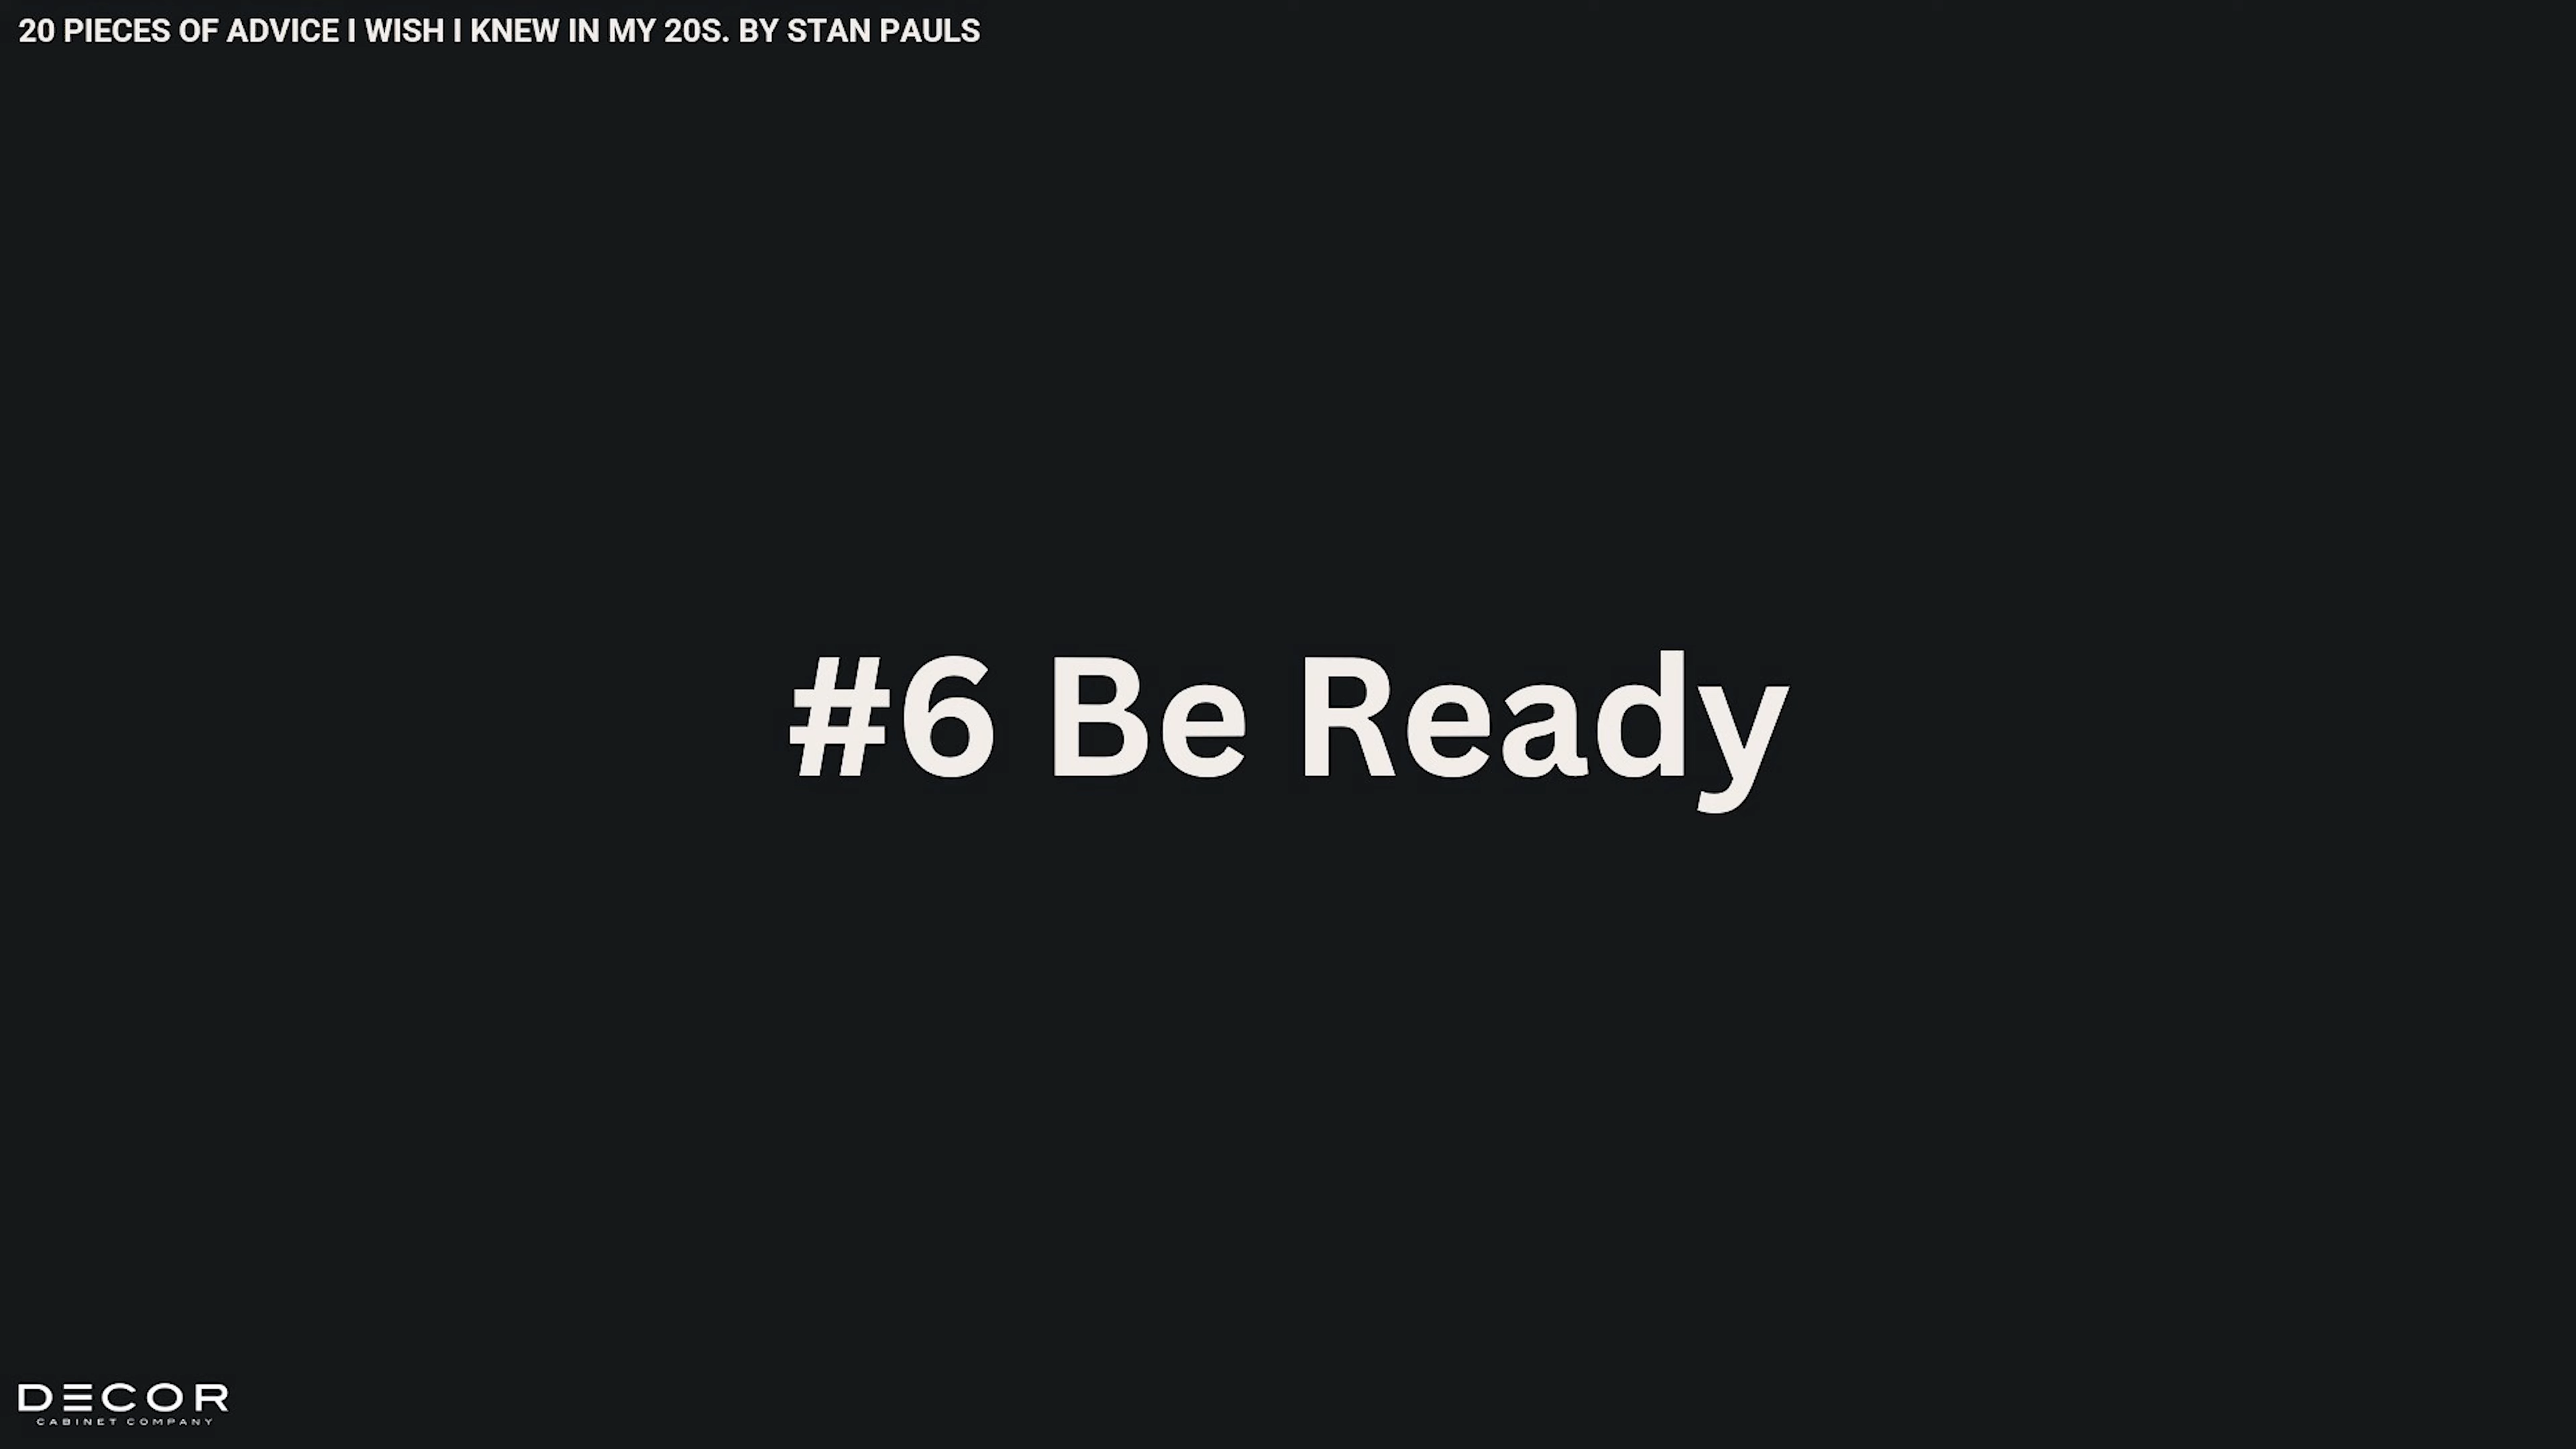 20 PIECES OF ADVICE I WISH I KNEW IN MY 20S. BY STAN PAULS
#6 Be Ready
DECOR
CABINET COMPANY